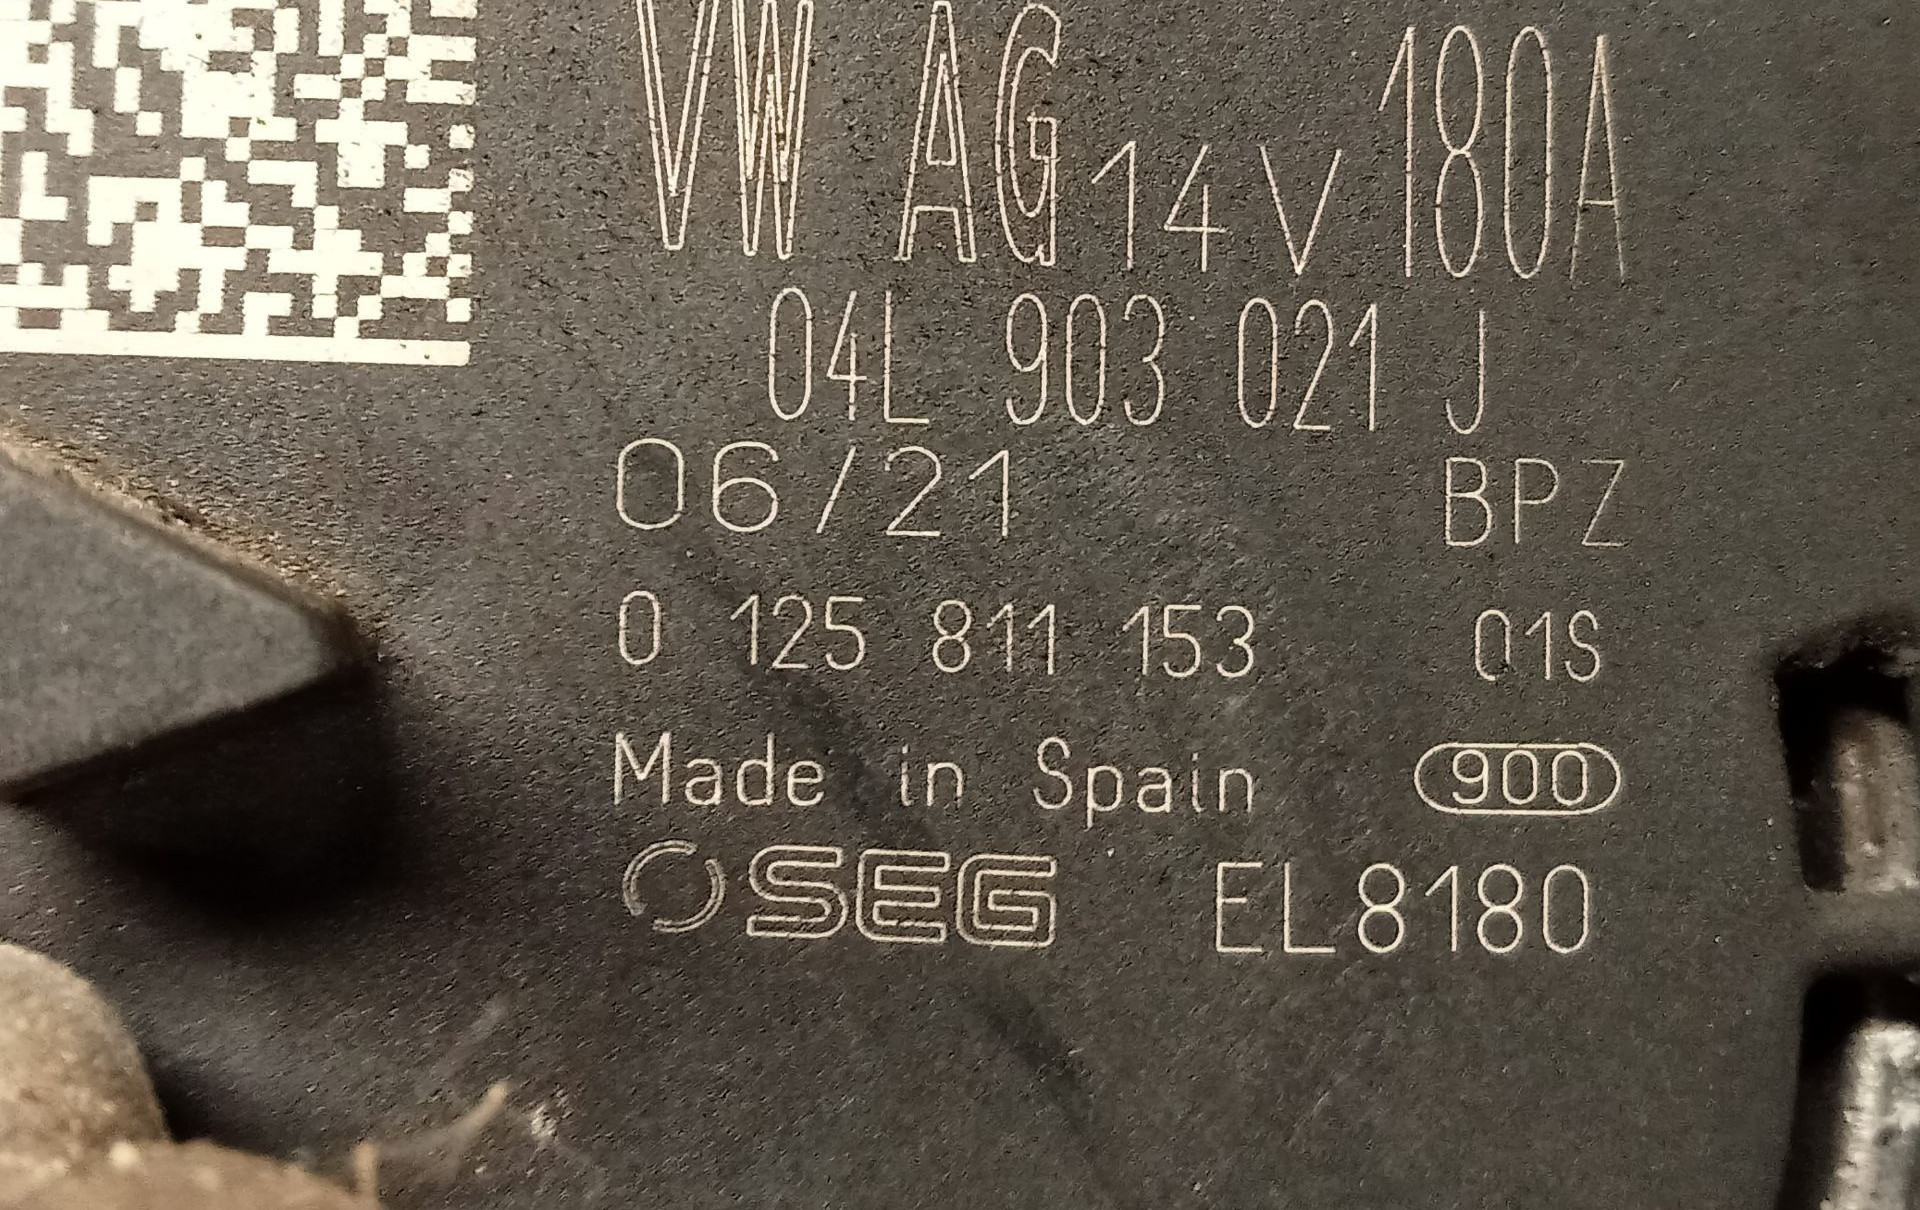 VW AG 14V 180A
04L 903 021 J
06/21 BPZ
0 125 811 153 01S
Made in Spain 900
SEG EL8180